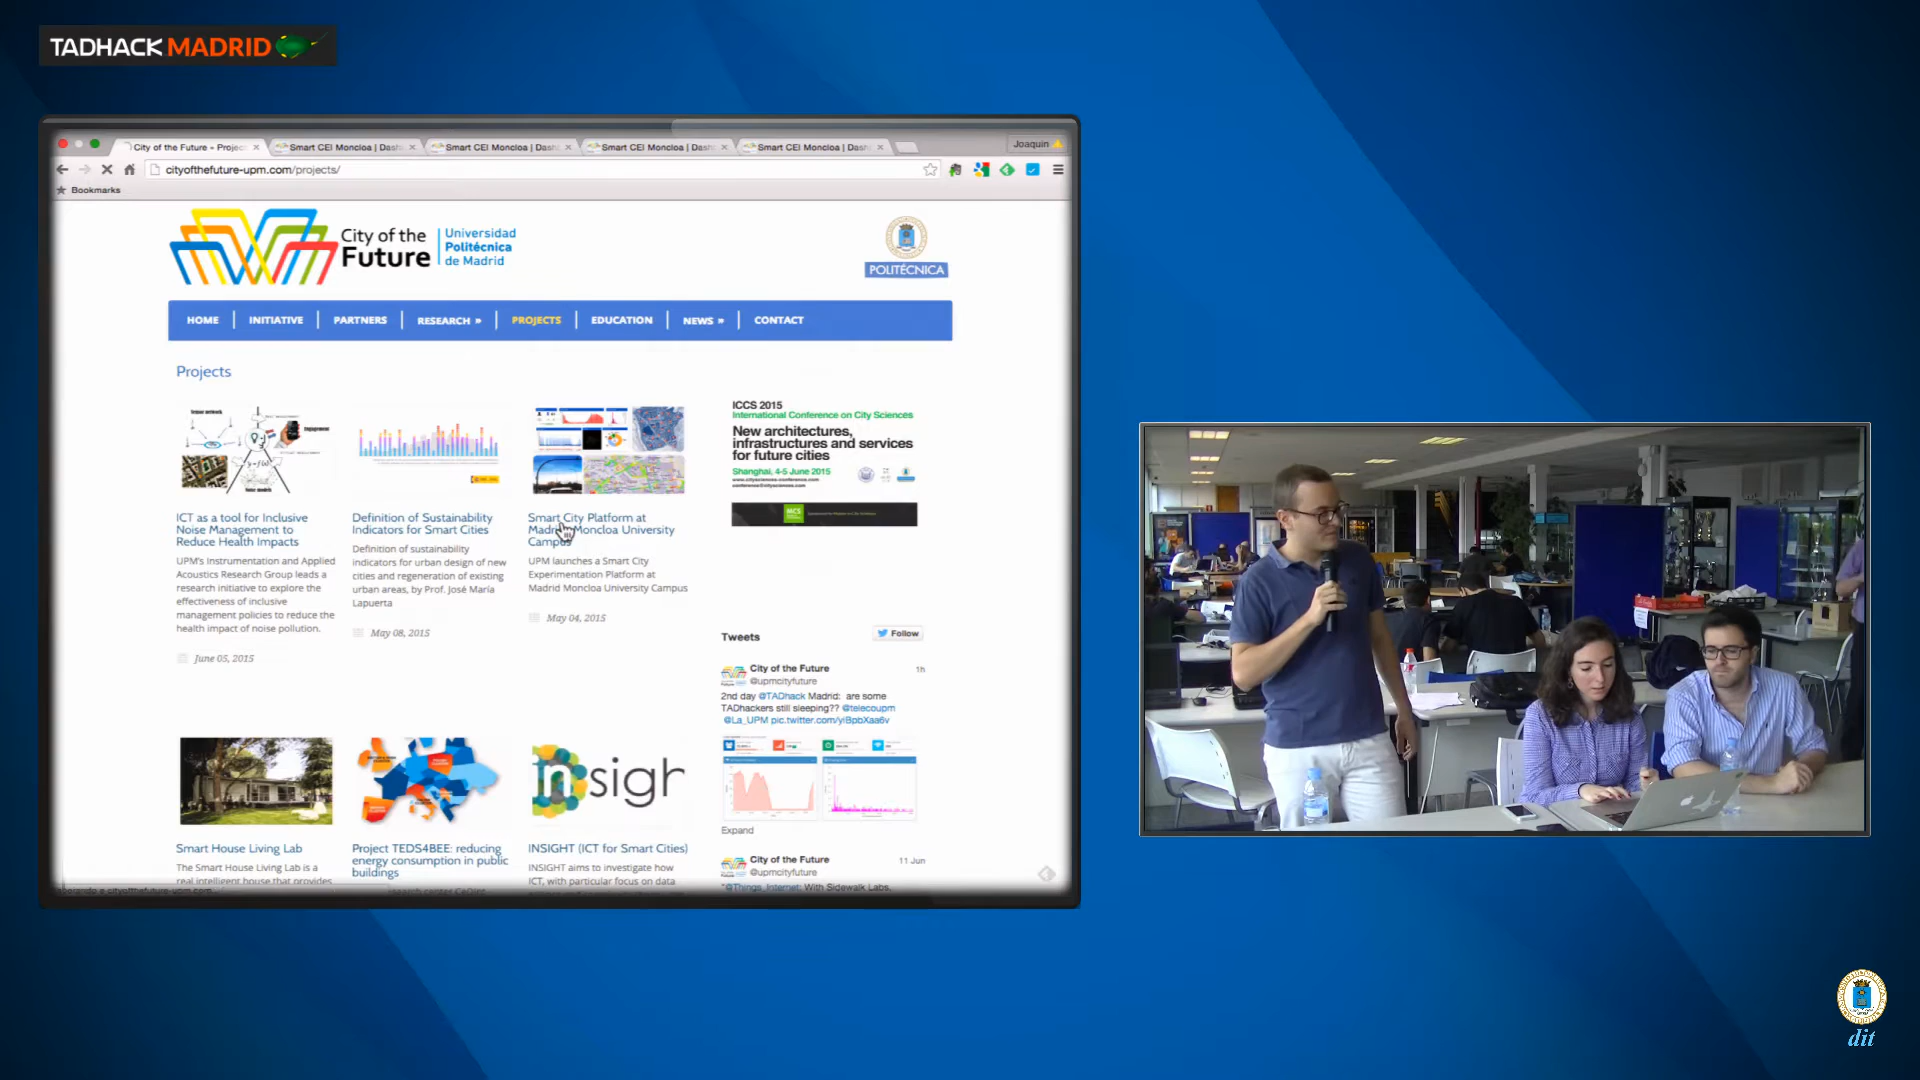 TADHACK MADRID
City of the Future » Projec
Smart CEI Moncloa | Dash
Smart CEI Moncloa | Dash
Smart CEI Moncloa | Dash
Smart CEI Moncloa | Dash
Joaquin
cityofthefuture-upm.com/projects/
Bookmarks
City of the
Future
Universidad
Politécnica
de Madrid
POLITÉCNICA
HOME
INITIATIVE
PARTNERS
RESEARCH »
PROJECTS
EDUCATION
NEWS »
CONTACT
Projects
ICT as a tool for Inclusive
Noise Management to
Reduce Health Impacts
UPM's Instrumentation and Applied
Acoustics Research Group leads a
research initiative to explore the
effectiveness of inclusive
management policies to reduce the
health impact of noise pollution.
June 05, 2015
Definition of Sustainability
Indicators for Smart Cities
Definition of sustainability
indicators for urban design of new
cities and regeneration of existing
urban areas, by Prof. José María
Lapuerta
May 08, 2015
Smart City Platform at
Madrid Moncloa University
Campus
UPM launches a Smart City
Experimentation Platform at
Madrid Moncloa University Campus
May 04, 2015
ICCS 2015
International Conference on City Sciences
New architectures,
infrastructures and services
for future cities
Shanghai, 4-5 June 2015
MCS
Tweets
Follow
City of the Future
@upmcityfuture
1h
2nd day @TADhack Madrid: are some
TADhackers still sleeping?? @telecoupm
@La_UPM pic.twitter.com/yiBpbXaa6v
Expand
City of the Future
@upmcityfuture
11 Jun
"@Things_Internet: With Sidewalk Labs,
insigh
Smart House Living Lab
The Smart House Living Lab is a
real intelligent house that provides
Project TEDS4BEE: reducing
energy consumption in public
buildings
INSIGHT (ICT for Smart Cities)
INSIGHT aims to investigate how
ICT, with particular focus on data
dit